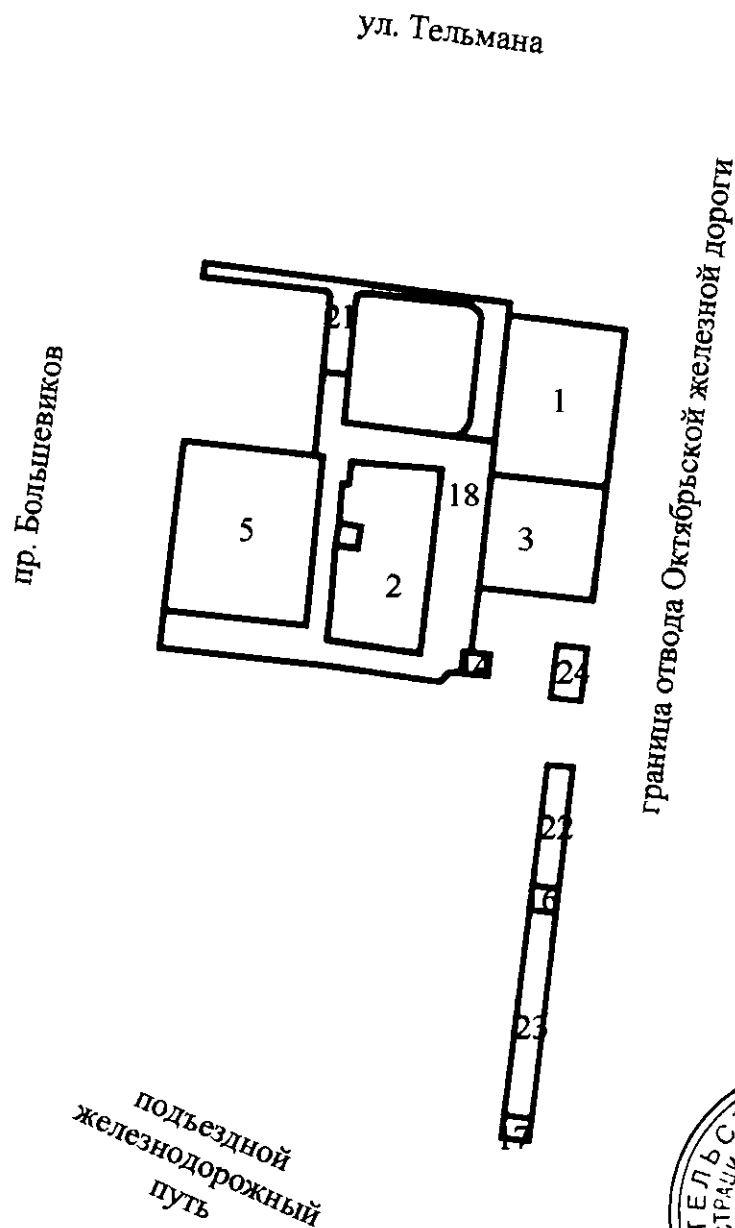 ул. Тельмана
граница отвода Октябрьской железной дороги
пр. Большевиков
21
1
18
5
3
2
4
24
22
6
23
17
подъездной
железнодорожный
путь